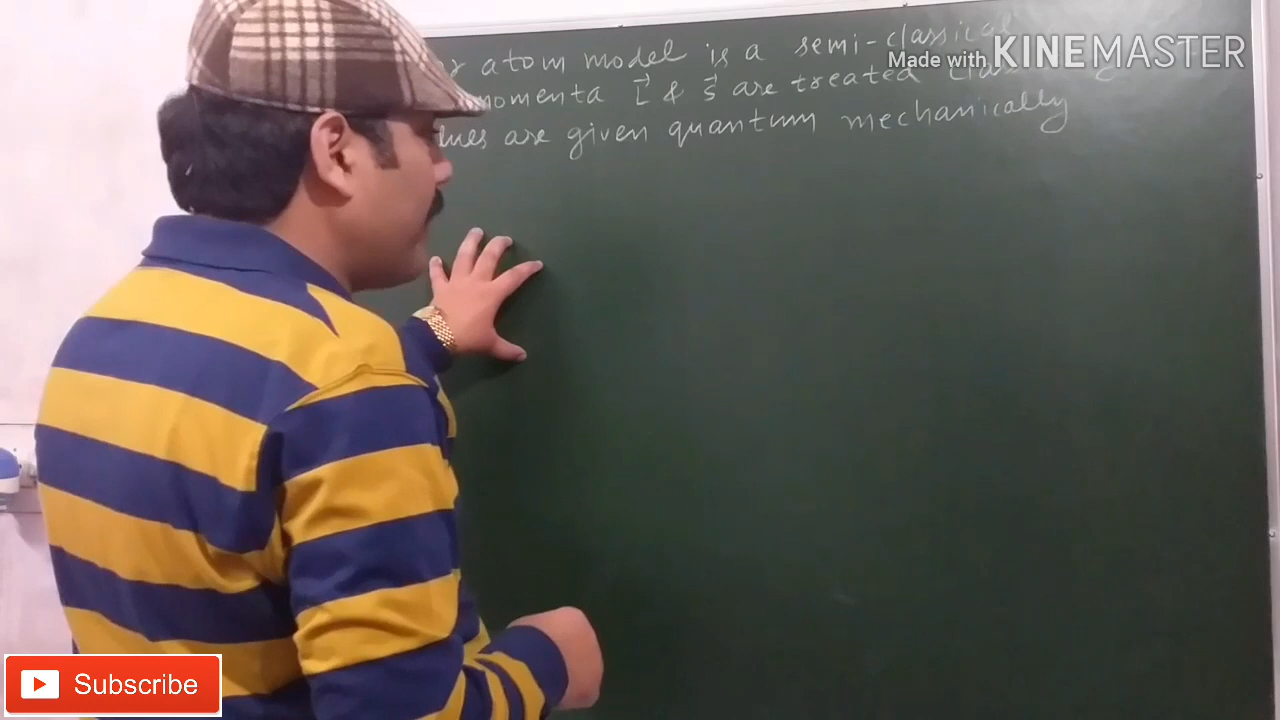 atom model is a semi-classical
momenta L⃗ & s⃗ are treated
are given quantum mechanically
Made with KINEMASTER
Subscribe